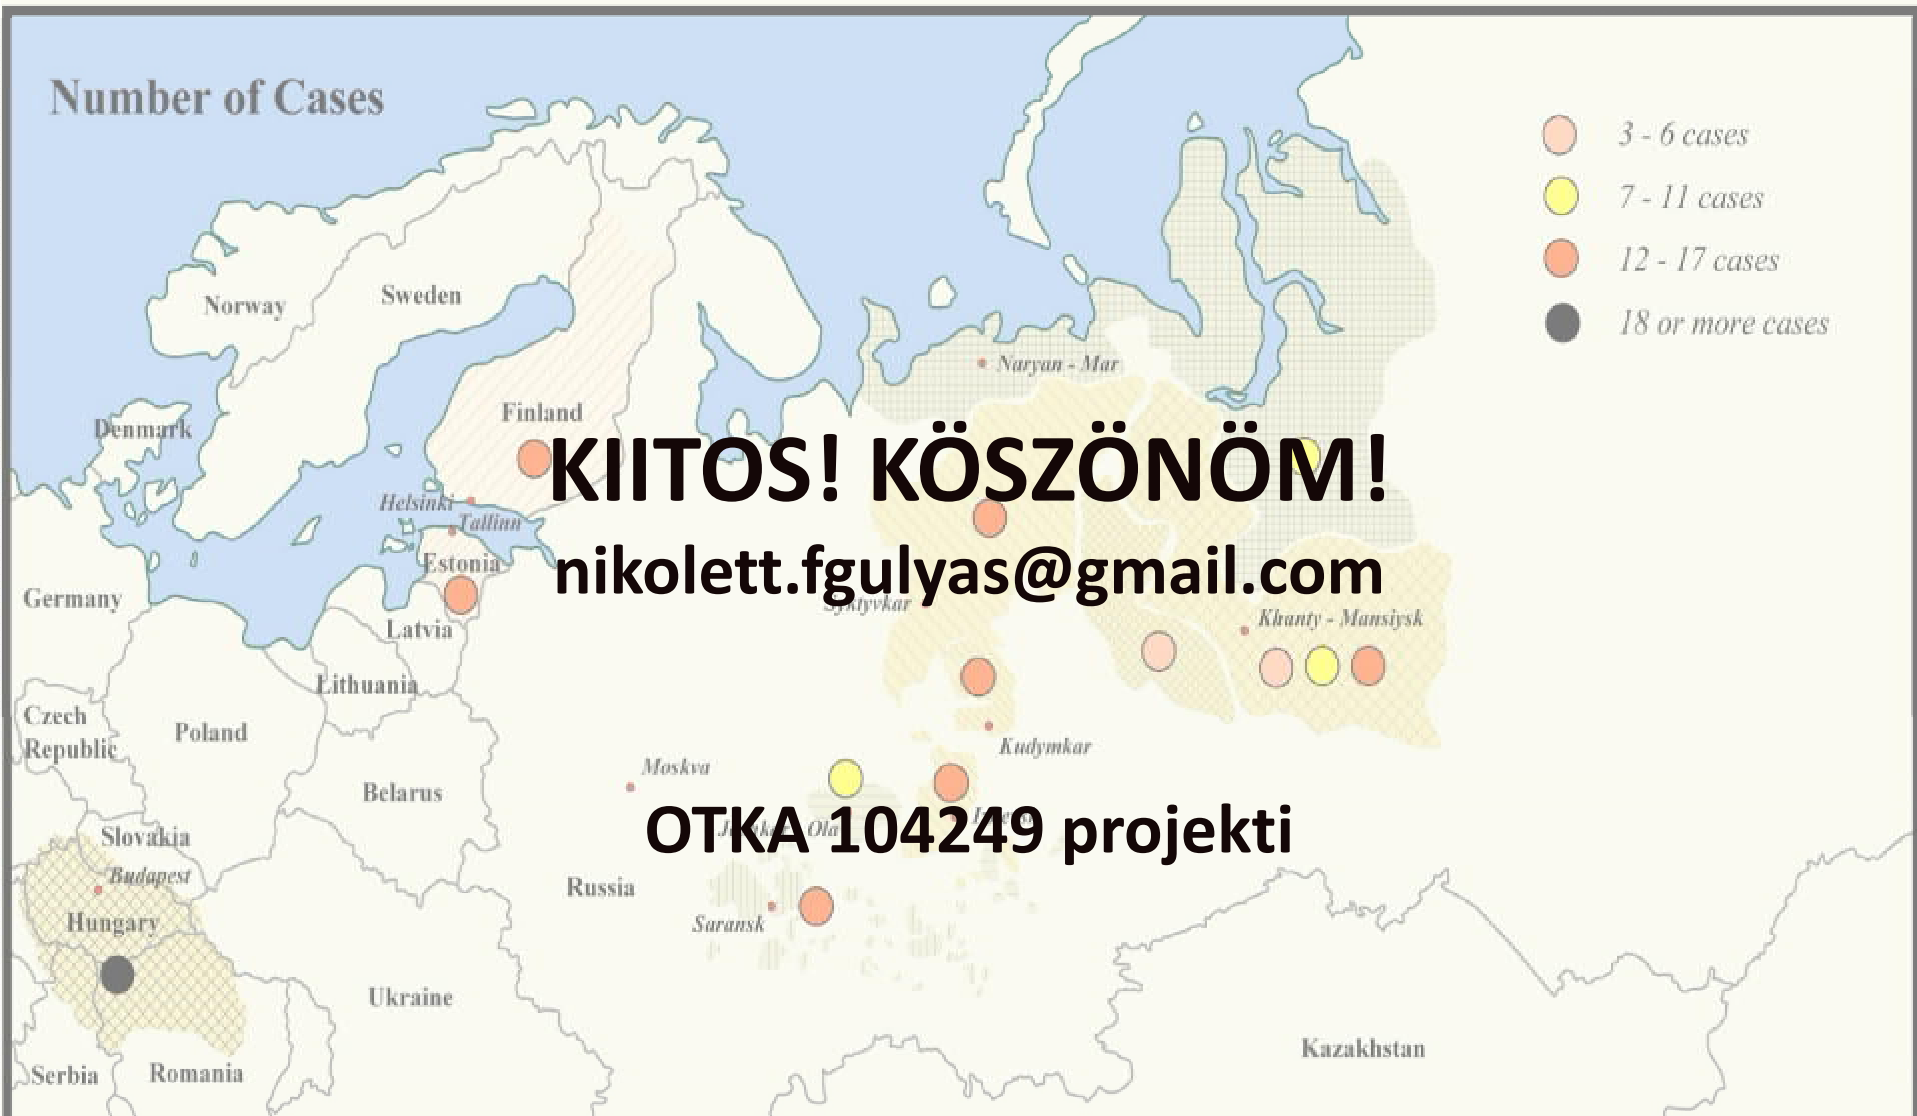 Number of Cases
3 - 6 cases
7 - 11 cases
12 - 17 cases
18 or more cases
Norway
Sweden
Naryan - Mar
Finland
Denmark
KIITOS! KÖSZÖNÖM!
Helsinki
Tallinn
Estonia
nikolett.fgulyas@gmail.com
Germany
Syktyvkar
Khanty - Mansiysk
Latvia
Lithuania
Czech
Republic
Poland
Kudymkar
Moskva
Belarus
OTKA 104249 projekti
Slovakia
Budapest
Russia
Hungary
Saransk
Ukraine
Kazakhstan
Serbia
Romania